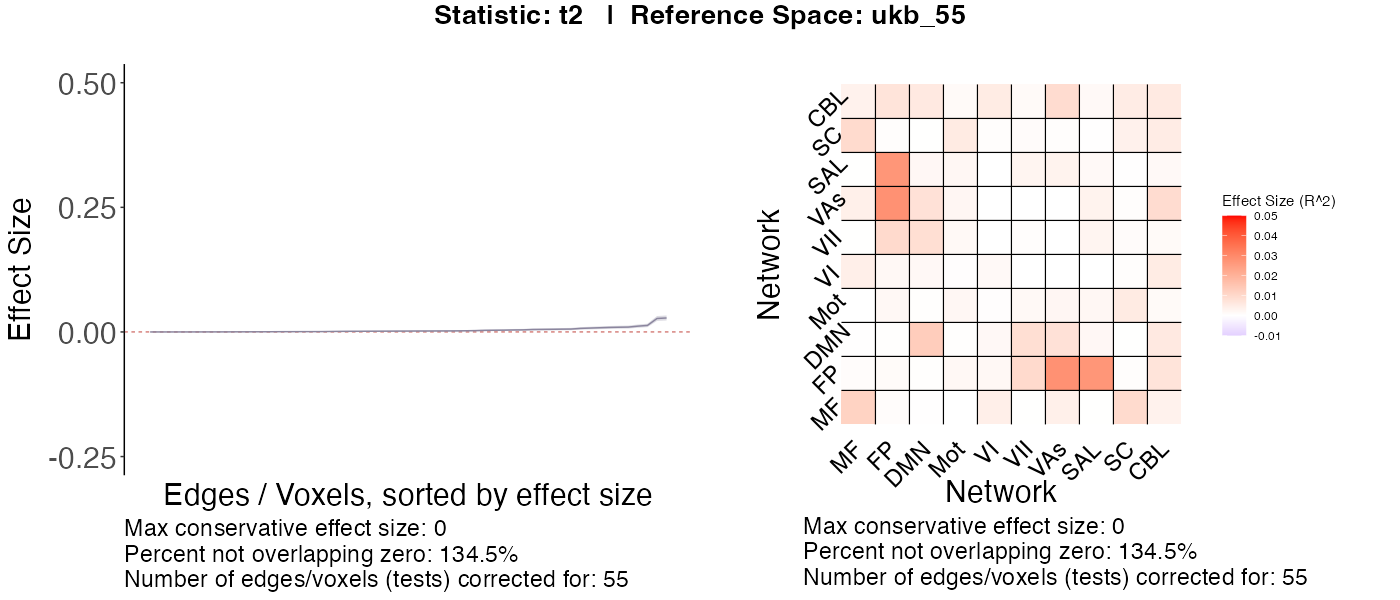 Statistic: t2 | Reference Space: ukb_55
0.50
0.25
0.00
-0.25
Effect Size
Edges / Voxels, sorted by effect size
Max conservative effect size: 0
Percent not overlapping zero: 134.5%
Number of edges/voxels (tests) corrected for: 55
Network
CBL
SC
SAL
VAs
VII
VI
Mot
DMN
FP
MF
MF
FP
DMN
Mot
VI
VII
VAs
SAL
SC
CBL
Network
Effect Size (R^2)
0.05
0.04
0.03
0.02
0.01
0.00
-0.01
Max conservative effect size: 0
Percent not overlapping zero: 134.5%
Number of edges/voxels (tests) corrected for: 55